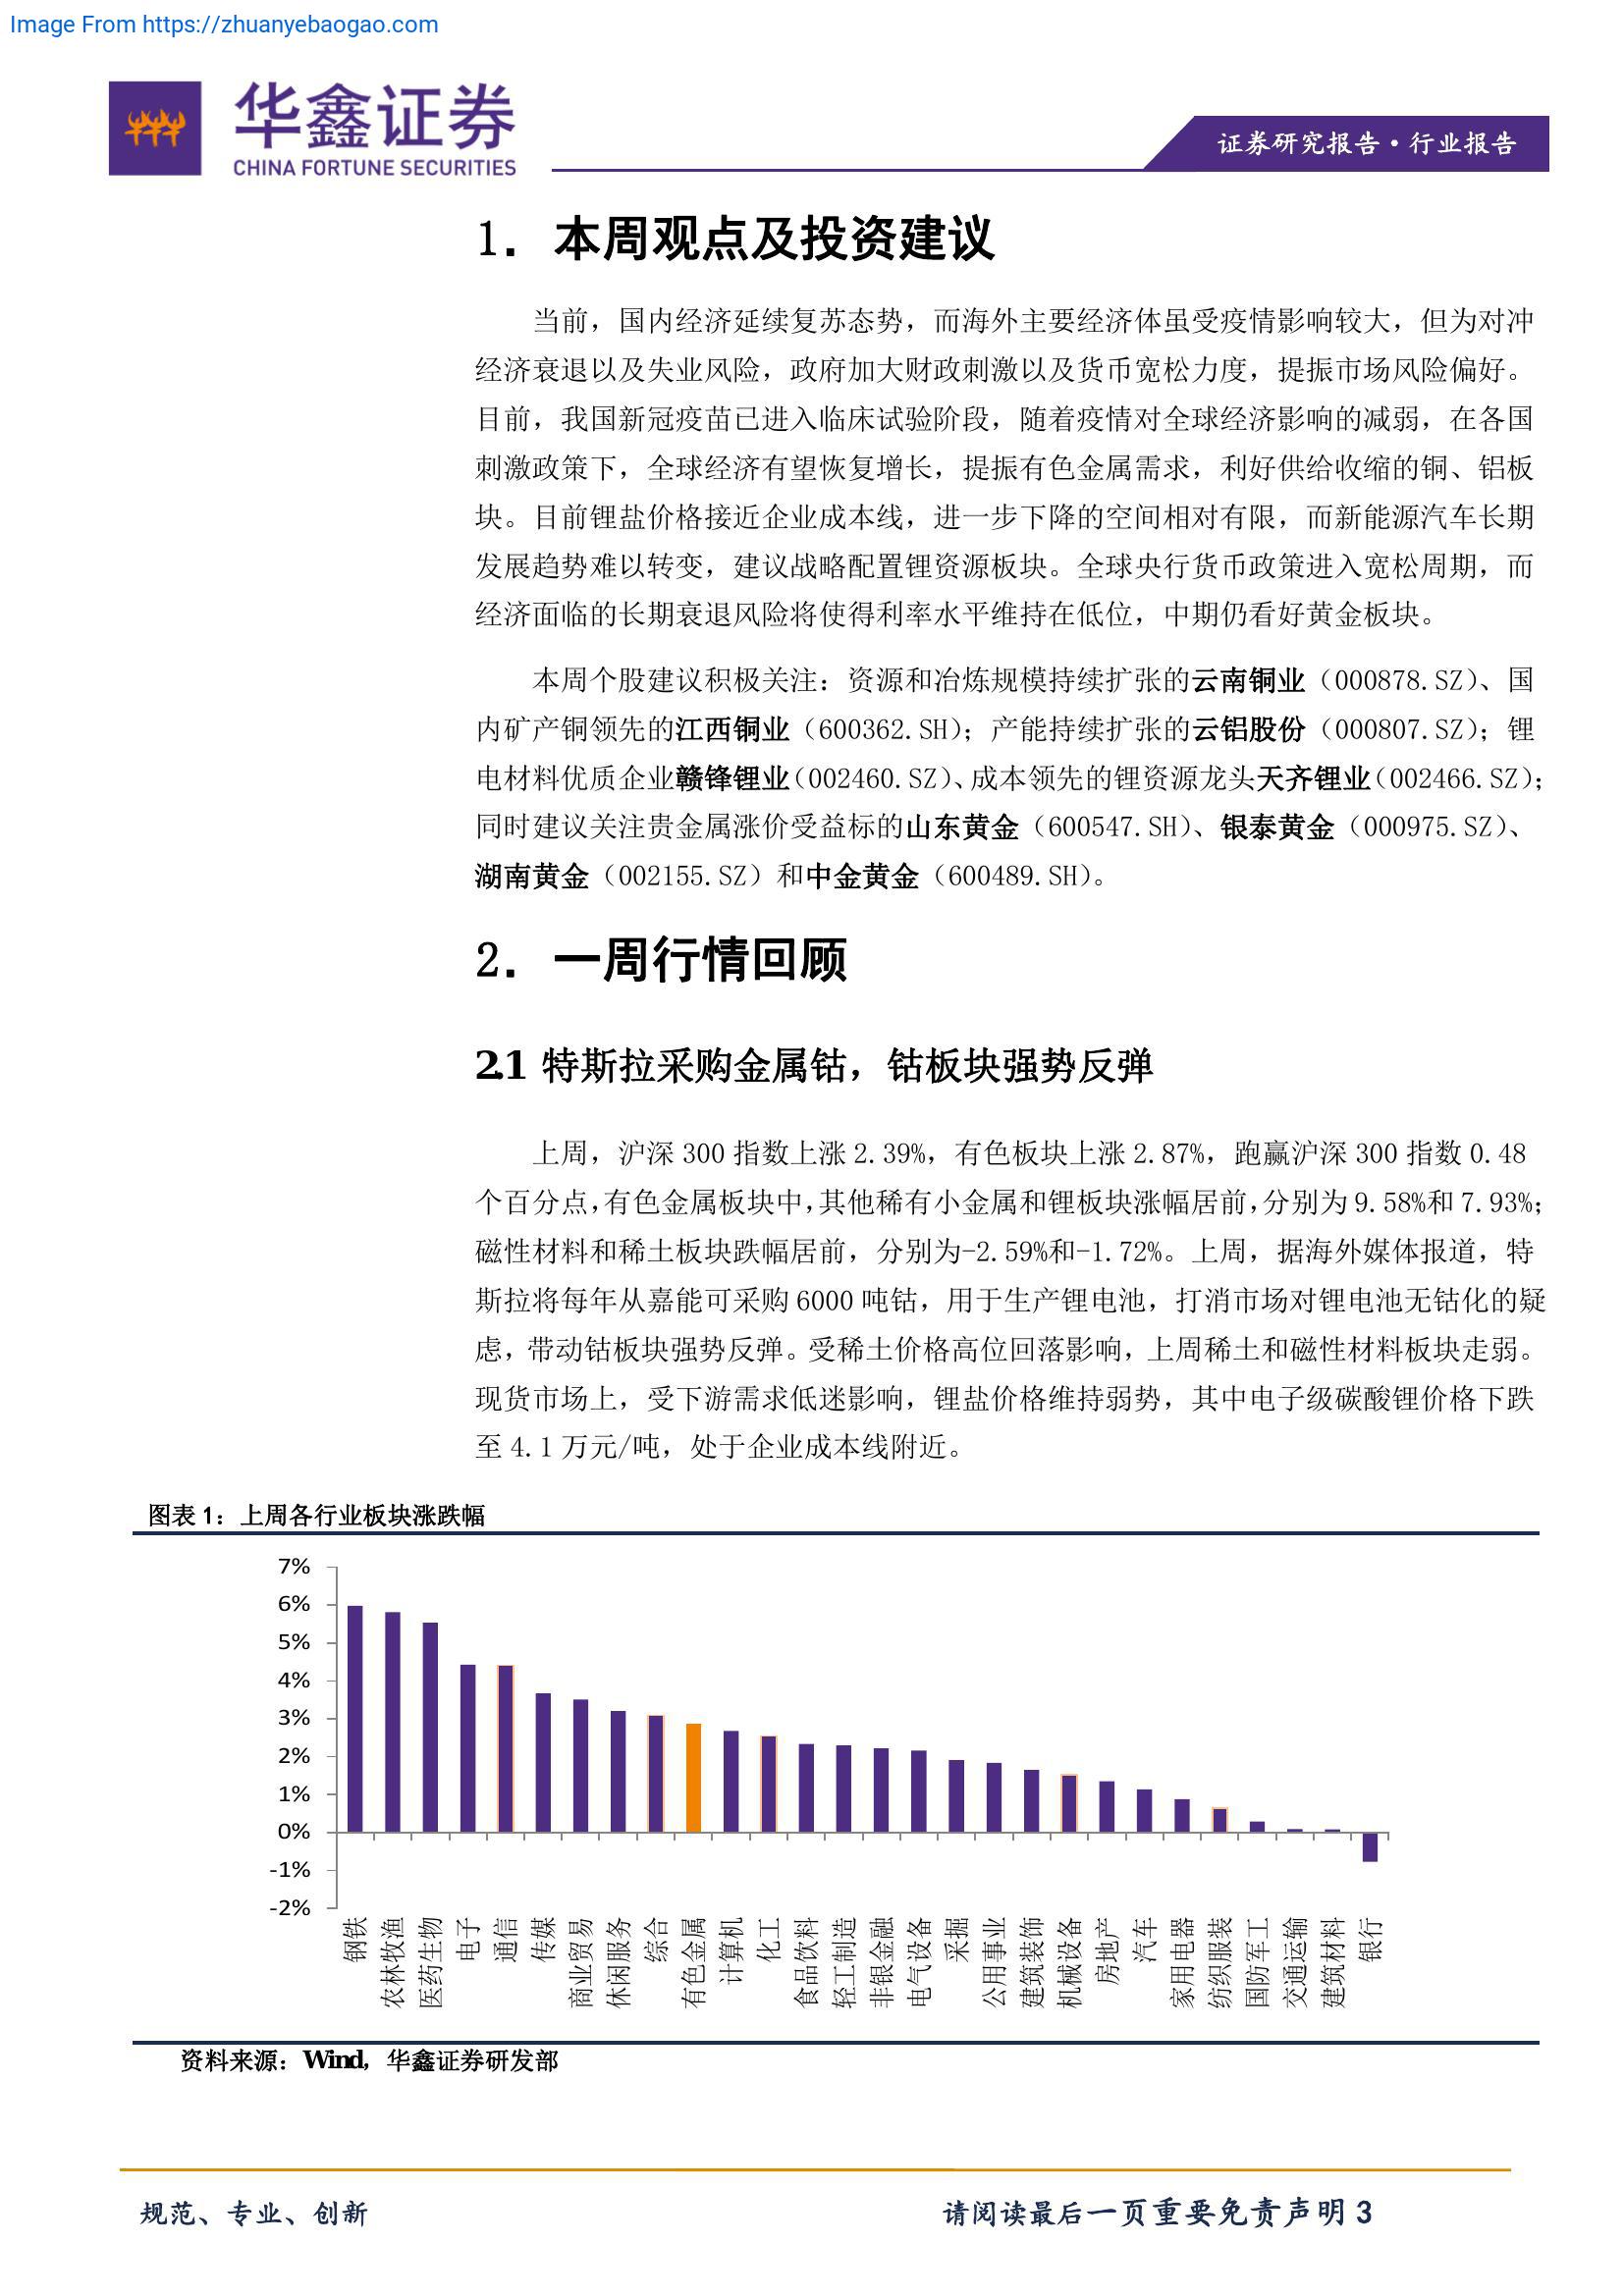 Image From https://zhuanyebaogao.com
华鑫证券
CHINA FORTUNE SECURITIES
证券研究报告·行业报告
1. 本周观点及投资建议
当前，国内经济延续复苏态势，而海外主要经济体虽受疫情影响较大，但为对冲
经济衰退以及失业风险，政府加大财政刺激以及货币宽松力度，提振市场风险偏好。
目前，我国新冠疫苗已进入临床试验阶段，随着疫情对全球经济影响的减弱，在各国
刺激政策下，全球经济有望恢复增长，提振有色金属需求，利好供给收缩的铜、铝板
块。目前锂盐价格接近企业成本线，进一步下降的空间相对有限，而新能源汽车长期
发展趋势难以转变，建议战略配置锂资源板块。全球央行货币政策进入宽松周期，而
经济面临的长期衰退风险将使得利率水平维持在低位，中期仍看好黄金板块。
本周个股建议积极关注：资源和冶炼规模持续扩张的云南铜业（000878.SZ）、国
内矿产铜领先的江西铜业（600362.SH）；产能持续扩张的云铝股份（000807.SZ）；锂
电材料优质企业赣锋锂业（002460.SZ）、成本领先的锂资源龙头天齐锂业（002466.SZ）；
同时建议关注贵金属涨价受益标的山东黄金（600547.SH）、银泰黄金（000975.SZ）、
湖南黄金（002155.SZ）和中金黄金（600489.SH）。
2. 一周行情回顾
2.1 特斯拉采购金属钴，钴板块强势反弹
上周，沪深 300 指数上涨 2.39%，有色板块上涨 2.87%，跑赢沪深 300 指数 0.48
个百分点，有色金属板块中，其他稀有小金属和锂板块涨幅居前，分别为 9.58%和 7.93%；
磁性材料和稀土板块跌幅居前，分别为-2.59%和-1.72%。上周，据海外媒体报道，特
斯拉将每年从嘉能可采购 6000 吨钴，用于生产锂电池，打消市场对锂电池无钴化的疑
虑，带动钴板块强势反弹。受稀土价格高位回落影响，上周稀土和磁性材料板块走弱。
现货市场上，受下游需求低迷影响，锂盐价格维持弱势，其中电子级碳酸锂价格下跌
至 4.1 万元/吨，处于企业成本线附近。
图表 1：上周各行业板块涨跌幅
7%
6%
5%
4%
3%
2%
1%
0%
-1%
-2%
钢铁
农林牧渔
医药生物
电子
通信
传媒
商业贸易
休闲服务
综合
有色金属
计算机
化工
食品饮料
轻工制造
非银金融
电气设备
采掘
公用事业
建筑装饰
机械设备
房地产
汽车
家用电器
纺织服装
国防军工
交通运输
建筑材料
银行
资料来源：Wind，华鑫证券研发部
规范、专业、创新
请阅读最后一页重要免责声明 3